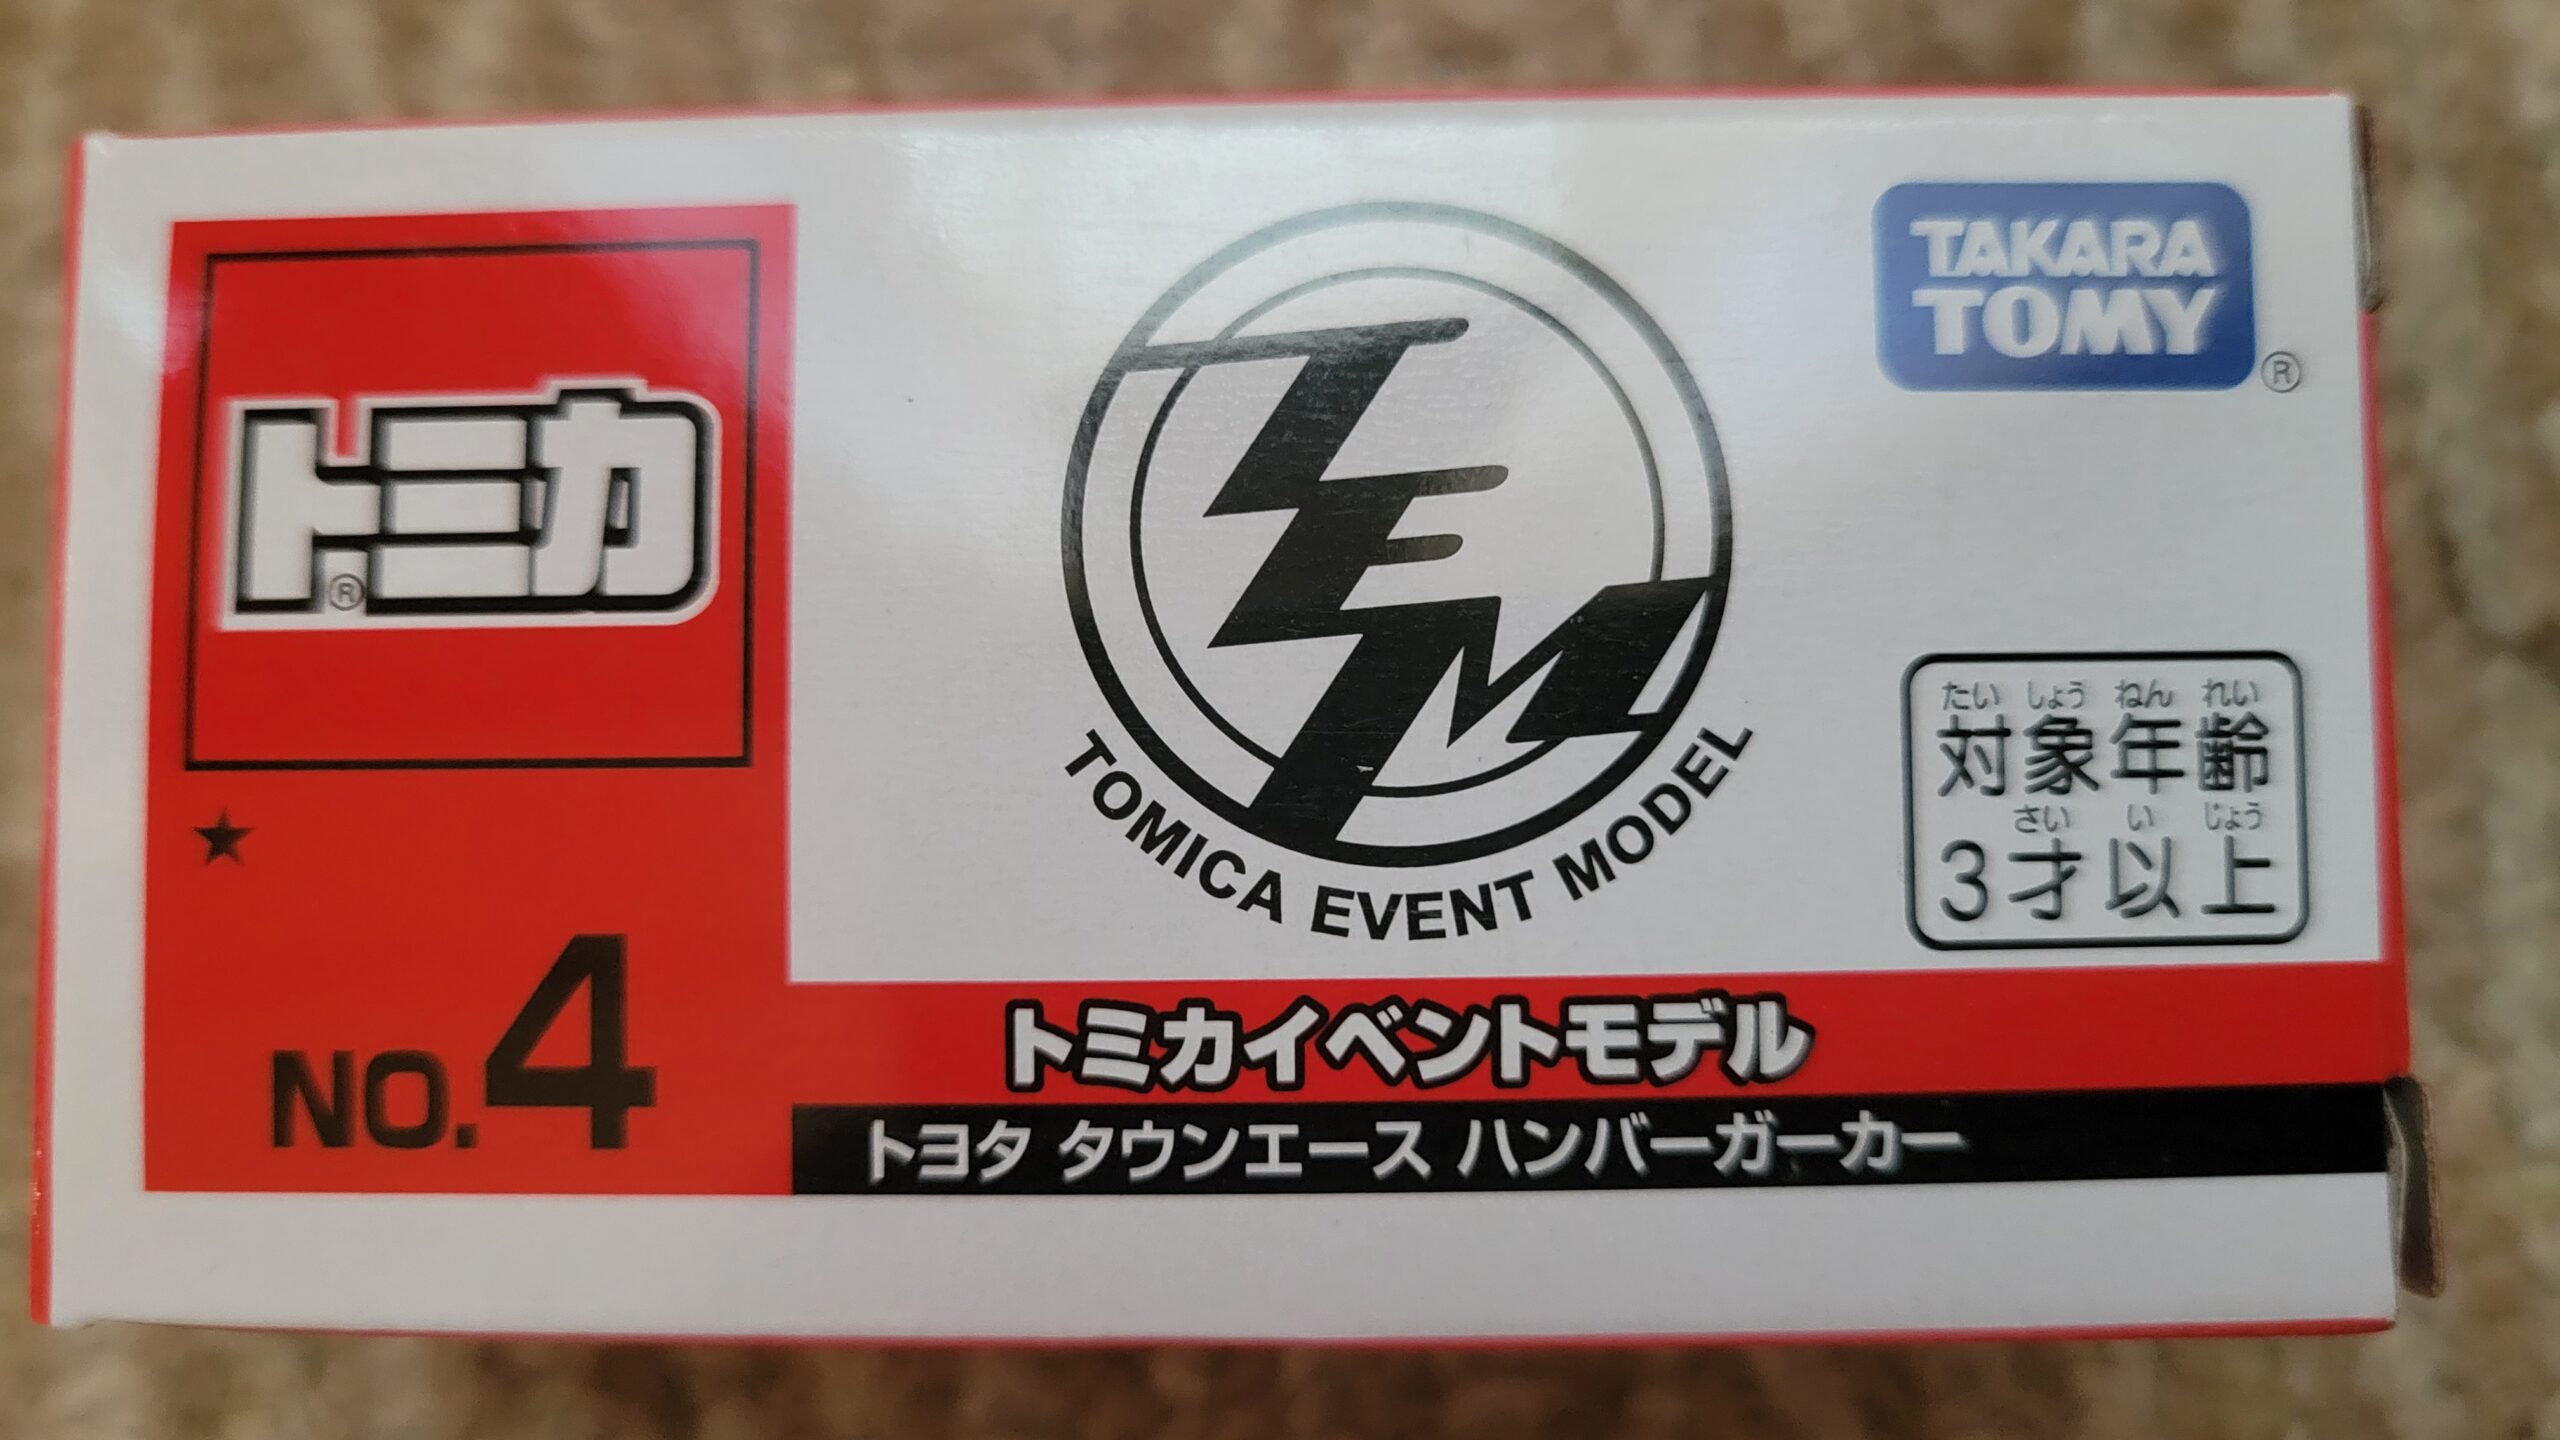 トミカ
®
★
NO.4
TEM
TOMICA EVENT MODEL
TAKARA
TOMY
®
たい しょう ねん れい
対象年齢
さい い じょう
3才以上
トミカイベントモデル
トヨタ タウンエース ハンバーガーカー